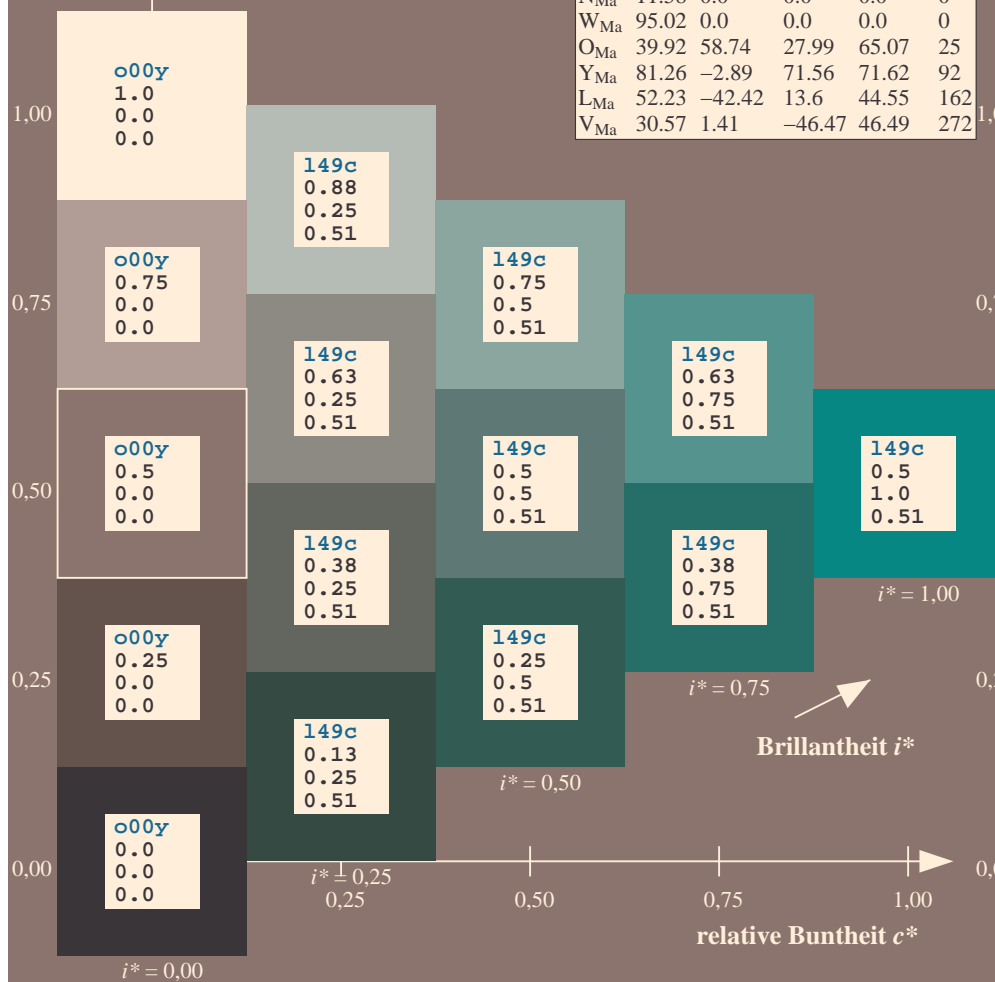 W_Ma 95.02 0.0 0.0 0.0 0
O_Ma 39.92 58.74 27.99 65.07 25
Y_Ma 81.26 −2.89 71.56 71.62 92
L_Ma 52.23 −42.42 13.6 44.55 162
V_Ma 30.57 1.41 −46.47 46.49 272
1,00
o00y
1.0
0.0
0.0
l49c
0.88
0.25
0.51
0,75
o00y
0.75
0.0
0.0
l49c
0.75
0.5
0.51
l49c
0.63
0.25
0.51
l49c
0.63
0.75
0.51
0,50
o00y
0.5
0.0
0.0
l49c
0.5
0.5
0.51
l49c
0.5
1.0
0.51
i* = 1,00
l49c
0.38
0.25
0.51
l49c
0.38
0.75
0.51
0,25
o00y
0.25
0.0
0.0
l49c
0.25
0.5
0.51
i* = 0,75
Brillantheit i*
l49c
0.13
0.25
0.51
i* = 0,50
0,00
o00y
0.0
0.0
0.0
i* = 0,25
0,25 0,50 0,75 1,00
relative Buntheit c*
i* = 0,00